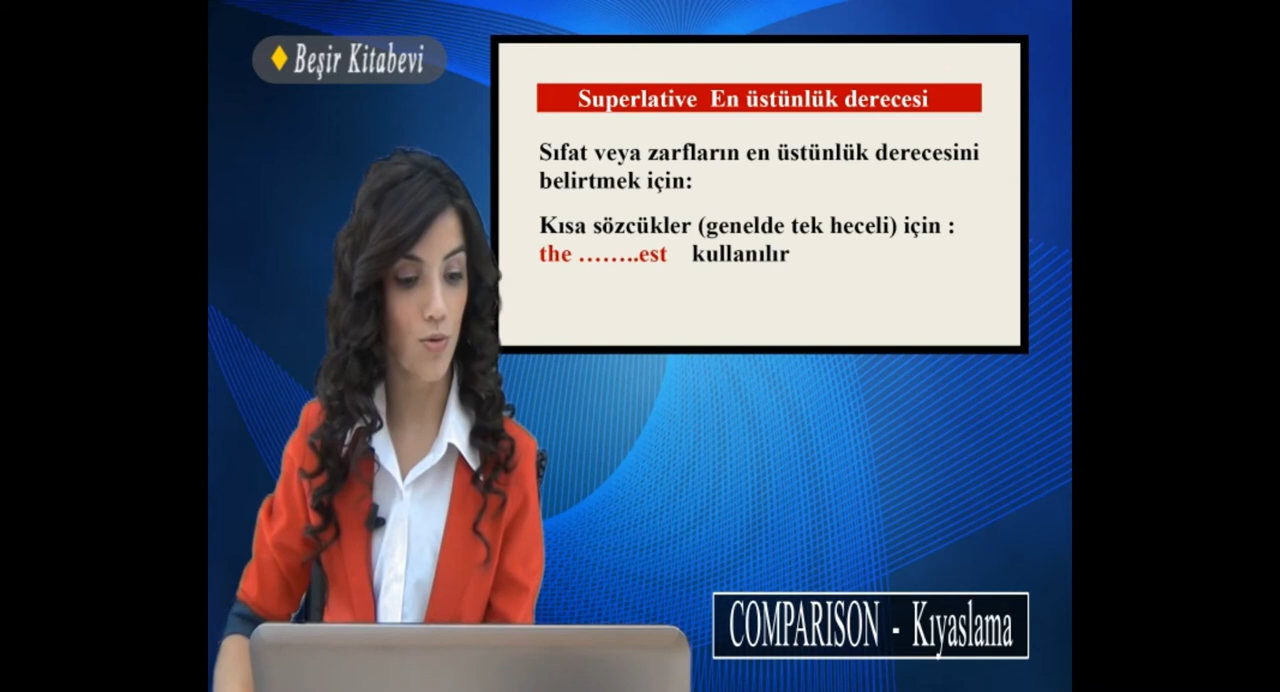 Beşir Kitabevi
Superlative En üstünlük derecesi
Sıfat veya zarfların en üstünlük derecesini
belirtmek için:
Kısa sözcükler (genelde tek heceli) için :
the ……..est kullanılır
COMPARISON - Kıyaslama